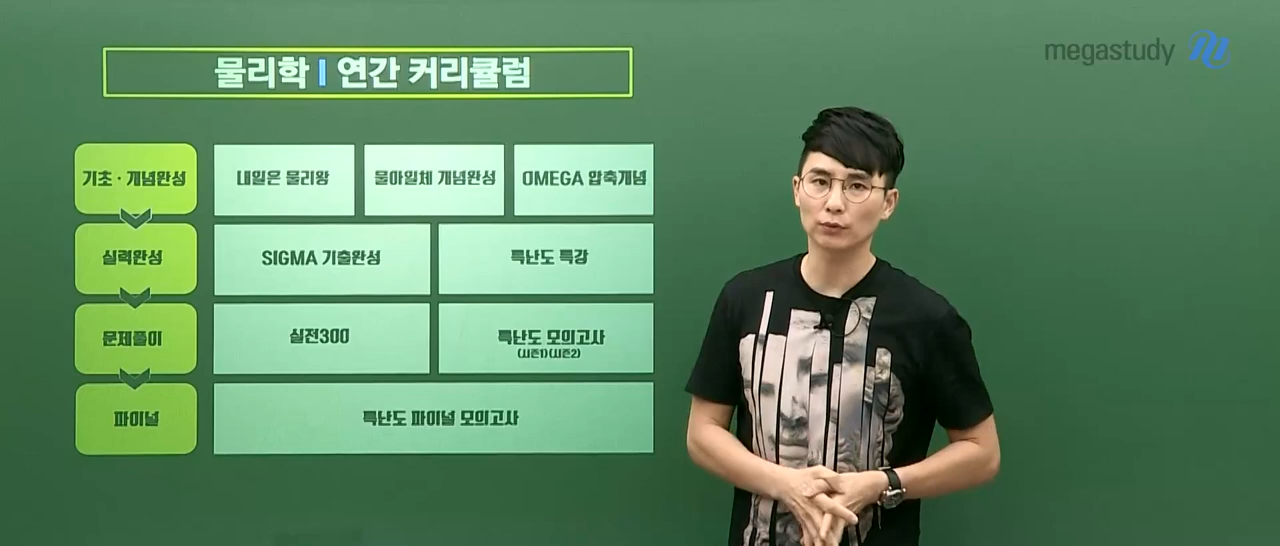 megastudy M
물리학 I 연간 커리큘럼
기초 · 개념완성
내일은 물리왕
물아일체 개념완성
OMEGA 압축개념
실력완성
SIGMA 기출완성
특난도 특강
문제풀이
실전300
특난도 모의고사
(시즌1)(시즌2)
파이널
특난도 파이널 모의고사